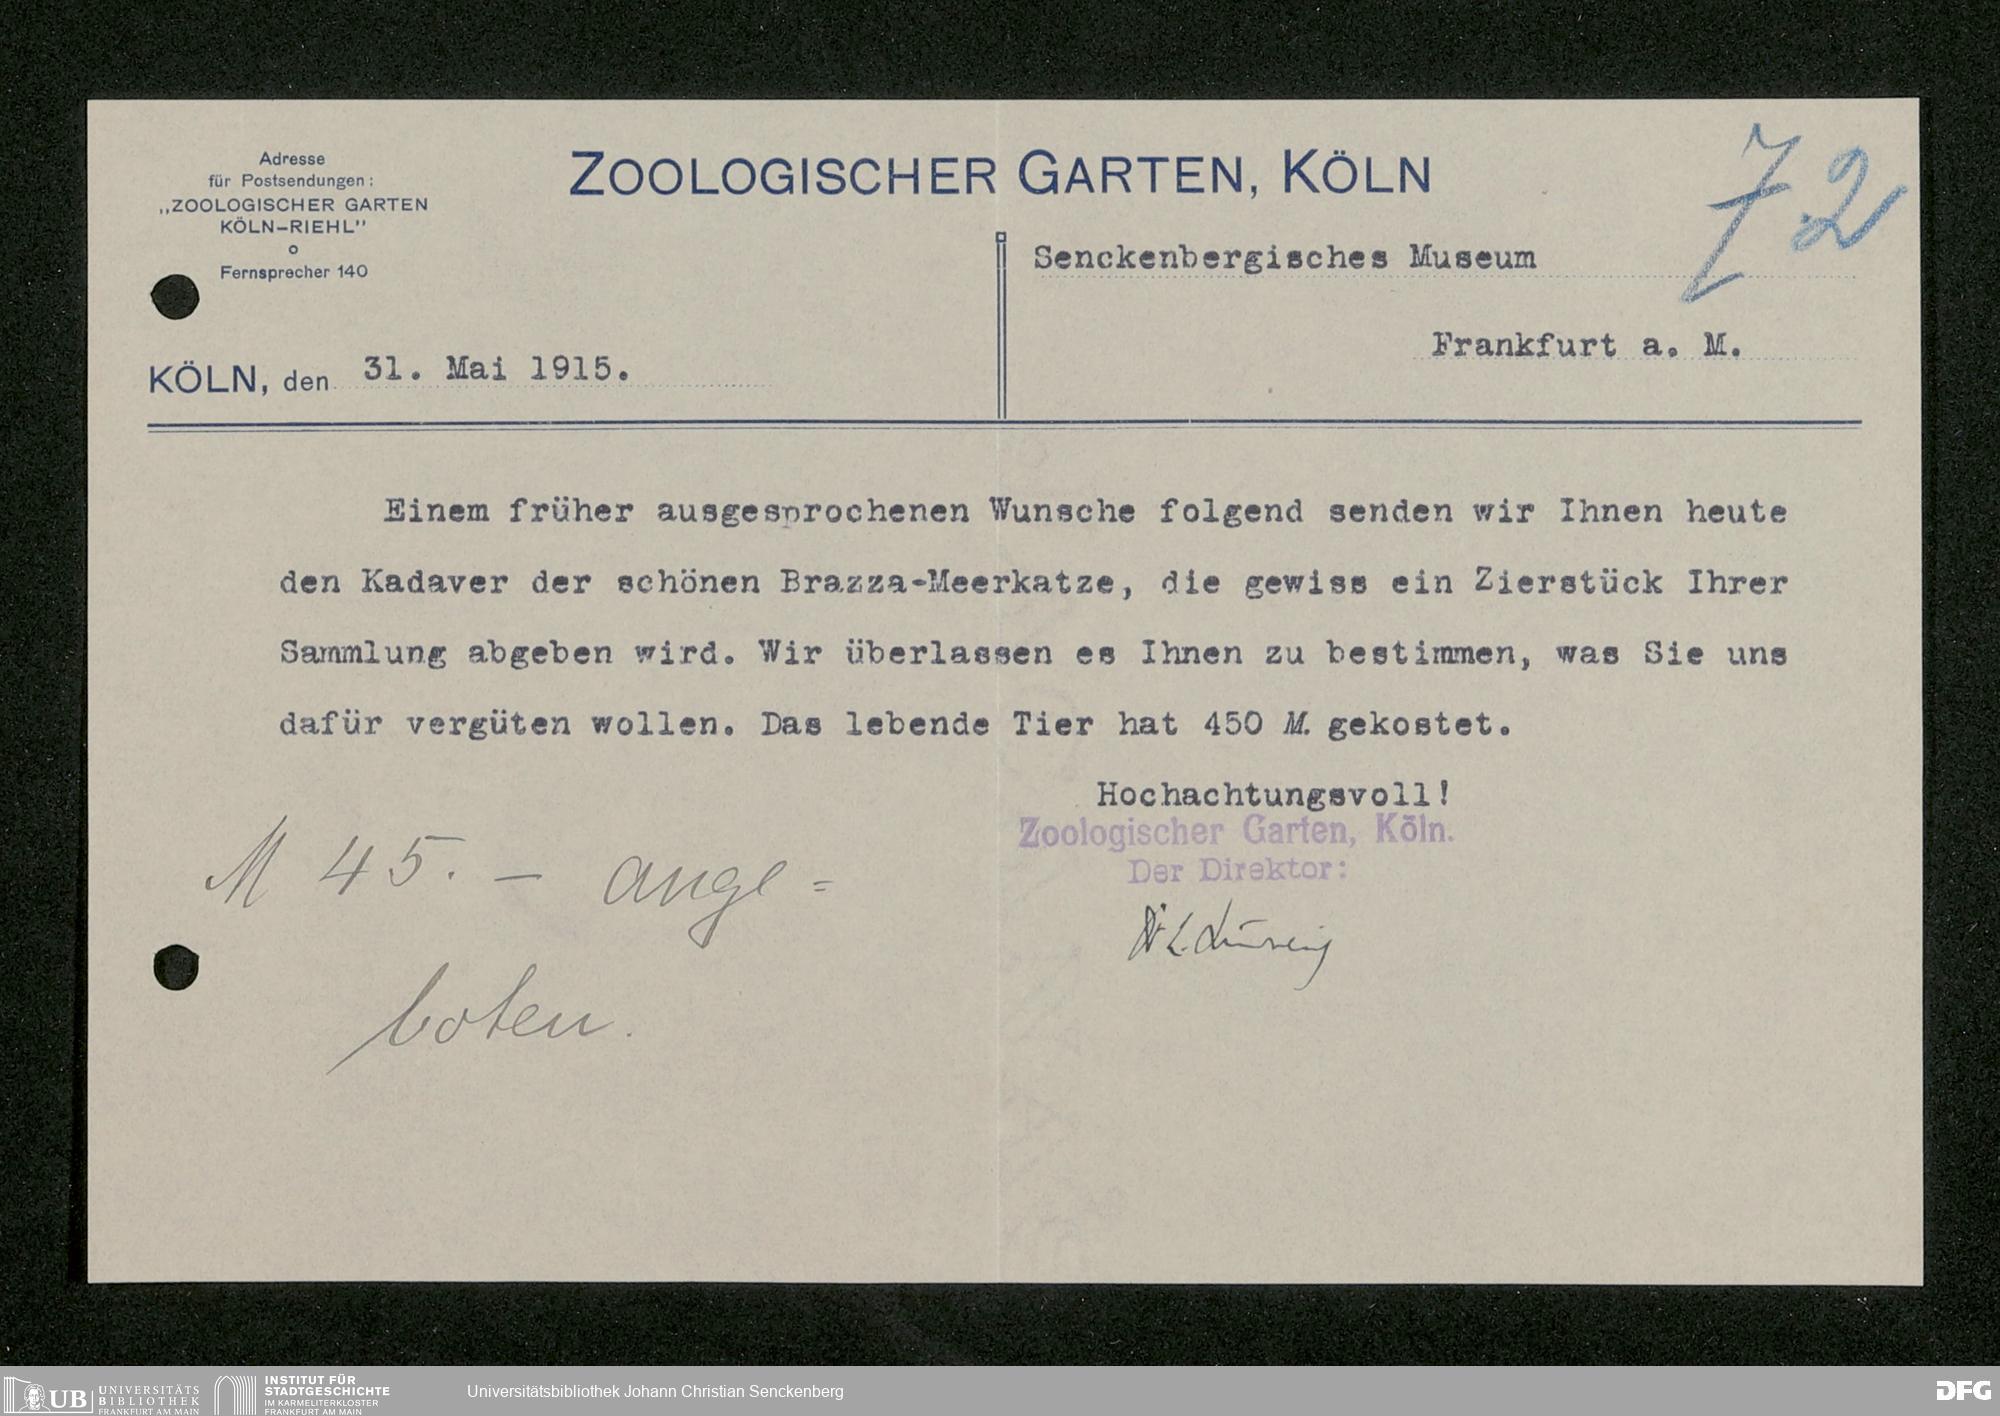 Adresse
für Postsendungen:
„ZOOLOGISCHER GARTEN
KÖLN-RIEHL"
Fernsprecher 140
ZOOLOGISCHER GARTEN, KÖLN
72
Senckenbergisches Museum
Frankfurt a. M.
KÖLN, den 31. Mai 1915.
Einem früher ausgesprochenen Wunsche folgend senden wir Ihnen heute
den Kadaver der schönen Brazza-Meerkatze, die gewiss ein Zierstück Ihrer
Sammlung abgeben wird. Wir überlassen es Ihnen zu bestimmen, was Sie uns
dafür vergüten wollen. Das lebende Tier hat 450 M. gekostet.
Hochachtungsvoll!
Zoologischer Garten, Köln.
Der Direktor:
M 45. — ange=
boten.
UB UNIVERSITÄTS
BIBLIOTHEK
FRANKFURT AM MAIN
INSTITUT FÜR
STADTGESCHICHTE
IM KARMELITERKLOSTER
FRANKFURT AM MAIN
Universitätsbibliothek Johann Christian Senckenberg
DFG